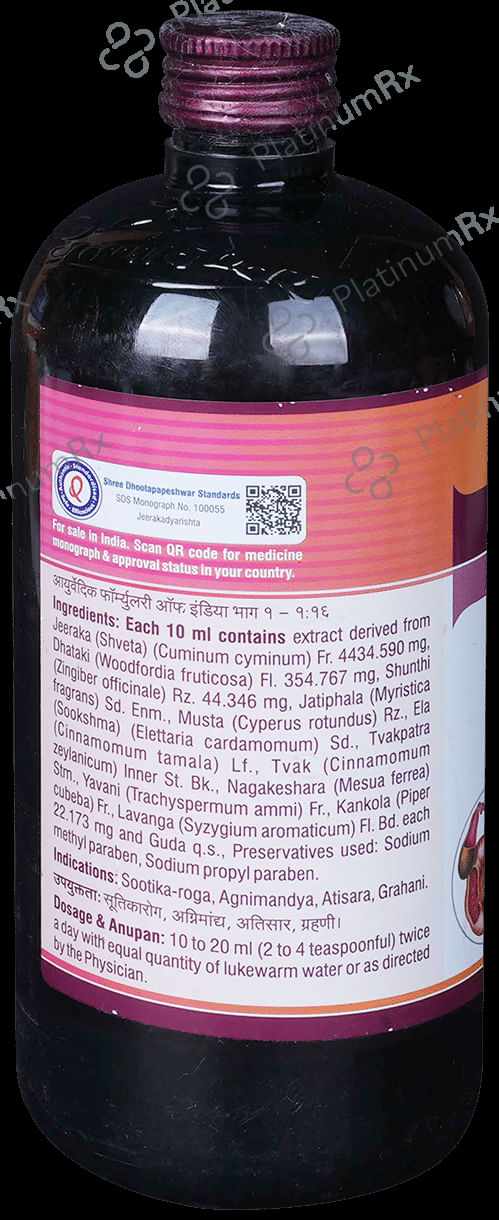 PlatinumRx
PlatinumRx
PlatinumRx
PlatinumRx
Shree Dhootapapeshwar Standards
SDS Monograph No. 100055
Jeerakadyarishta
For sale in India. Scan QR code for medicine
monograph & approval status in your country.
आयुर्वेदिक फॉर्म्युलरी ऑफ इंडिया भाग १ – १:१६
Ingredients: Each 10 ml contains extract derived from
Jeeraka (Shveta) (Cuminum cyminum) Fr. 4434.590 mg,
Dhataki (Woodfordia fruticosa) Fl. 354.767 mg, Shunthi
(Zingiber officinale) Rz. 44.346 mg, Jatiphala (Myristica
fragrans) Sd. Enm., Musta (Cyperus rotundus) Rz., Ela
(Sookshma) (Elettaria cardamomum) Sd., Tvakpatra
(Cinnamomum tamala) Lf., Tvak (Cinnamomum
zeylanicum) Inner St. Bk., Nagakeshara (Mesua ferrea)
Stm., Yavani (Trachyspermum ammi) Fr., Kankola (Piper
cubeba) Fr., Lavanga (Syzygium aromaticum) Fl. Bd. each
22.173 mg and Guda q.s., Preservatives used: Sodium
methyl paraben, Sodium propyl paraben.
Indications: Sootika-roga, Agnimandya, Atisara, Grahani.
उपयुक्तता: सूतिकारोग, अग्निमांद्य, अतिसार, ग्रहणी।
Dosage & Anupan: 10 to 20 ml (2 to 4 teaspoonful) twice
a day with equal quantity of lukewarm water or as directed
by the Physician.